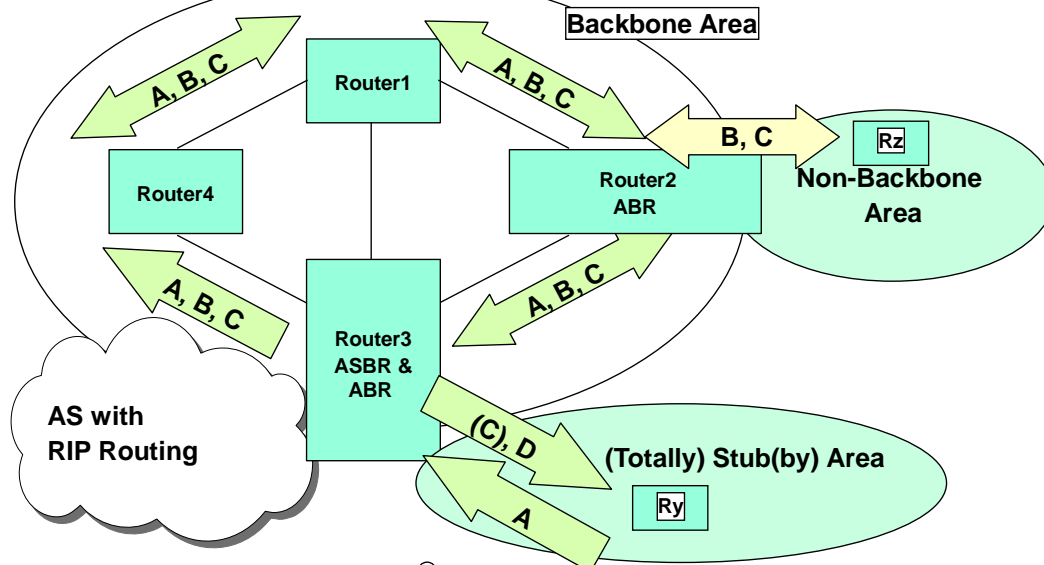 Backbone Area
A, B, C
Router1
A, B, C
B, C
Rz
Non-Backbone
Area
Router4
Router2
ABR
A, B, C
Router3
ASBR &
ABR
A, B, C
AS with
RIP Routing
(C), D
(Totally) Stub(by) Area
Ry
A